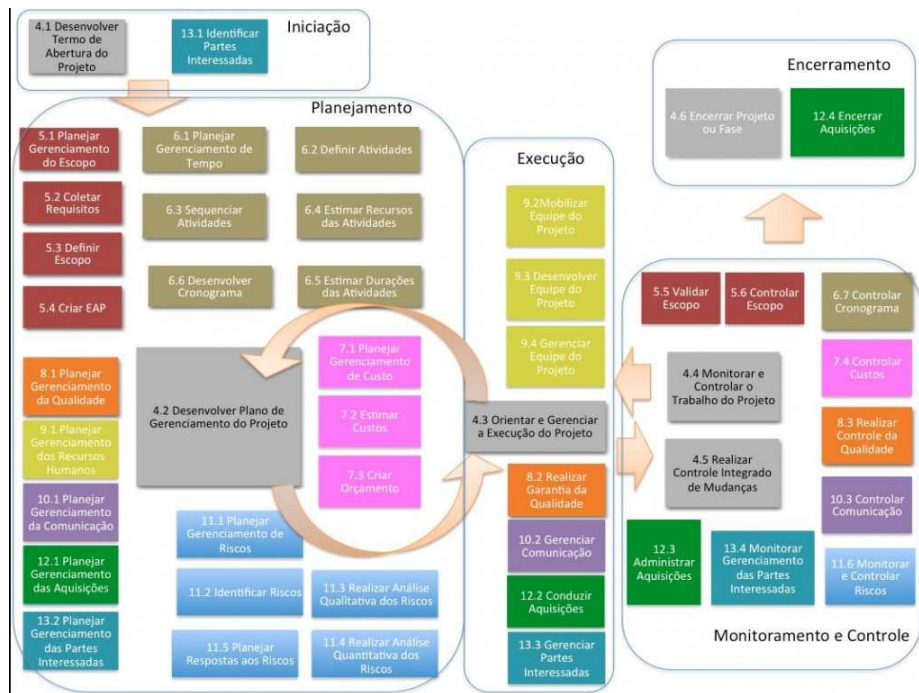 4.1 Desenvolver
Termo de
Abertura do
Projeto
13.1 Identificar
Partes
Interessadas
Iniciação
Planejamento
5.1 Planejar
Gerenciamento
do Escopo
6.1 Planejar
Gerenciamento de
Tempo
6.2 Definir Atividades
5.2 Coletar
Requisitos
6.3 Sequenciar
Atividades
6.4 Estimar Recursos
das Atividades
5.3 Definir
Escopo
6.6 Desenvolver
Cronograma
6.5 Estimar Durações
das Atividades
5.4 Criar EAP
8.1 Planejar
Gerenciamento
da Qualidade
4.2 Desenvolver Plano de
Gerenciamento do Projeto
7.1 Planejar
Gerenciamento
de Custo
7.2 Estimar
Custos
7.3 Criar
Orçamento
9.1 Planejar
Gerenciamento
dos Recursos
Humanos
10.1 Planejar
Gerenciamento
da Comunicação
12.1 Planejar
Gerenciamento
das Aquisições
13.2 Planejar
Gerenciamento
das Partes
Interessadas
11.1 Planejar
Gerenciamento de
Riscos
11.2 Identificar Riscos
11.3 Realizar Análise
Qualitativa dos Riscos
11.5 Planejar
Respostas aos Riscos
11.4 Realizar Análise
Quantitativa dos
Riscos
Execução
9.2Mobilizar
Equipe do
Projeto
9.3 Desenvolver
Equipe do
Projeto
9.4 Gerenciar
Equipe do
Projeto
4.3 Orientar e Gerenciar
a Execução do Projeto
8.2 Realizar
Garantia da
Qualidade
10.2 Gerenciar
Comunicação
12.2 Conduzir
Aquisições
13.3 Gerenciar
Partes
Interessadas
Encerramento
4.6 Encerrar Projeto
ou Fase
12.4 Encerrar
Aquisições
5.5 Validar
Escopo
5.6 Controlar
Escopo
6.7 Controlar
Cronograma
4.4 Monitorar e
Controlar o
Trabalho do Projeto
7.4 Controlar
Custos
4.5 Realizar
Controle Integrado
de Mudanças
8.3 Realizar
Controle da
Qualidade
10.3 Controlar
Comunicação
12.3
Administrar
Aquisições
13.4 Monitorar
Gerenciamento
das Partes
Interessadas
11.6 Monitorar
e Controlar
Riscos
Monitoramento e Controle